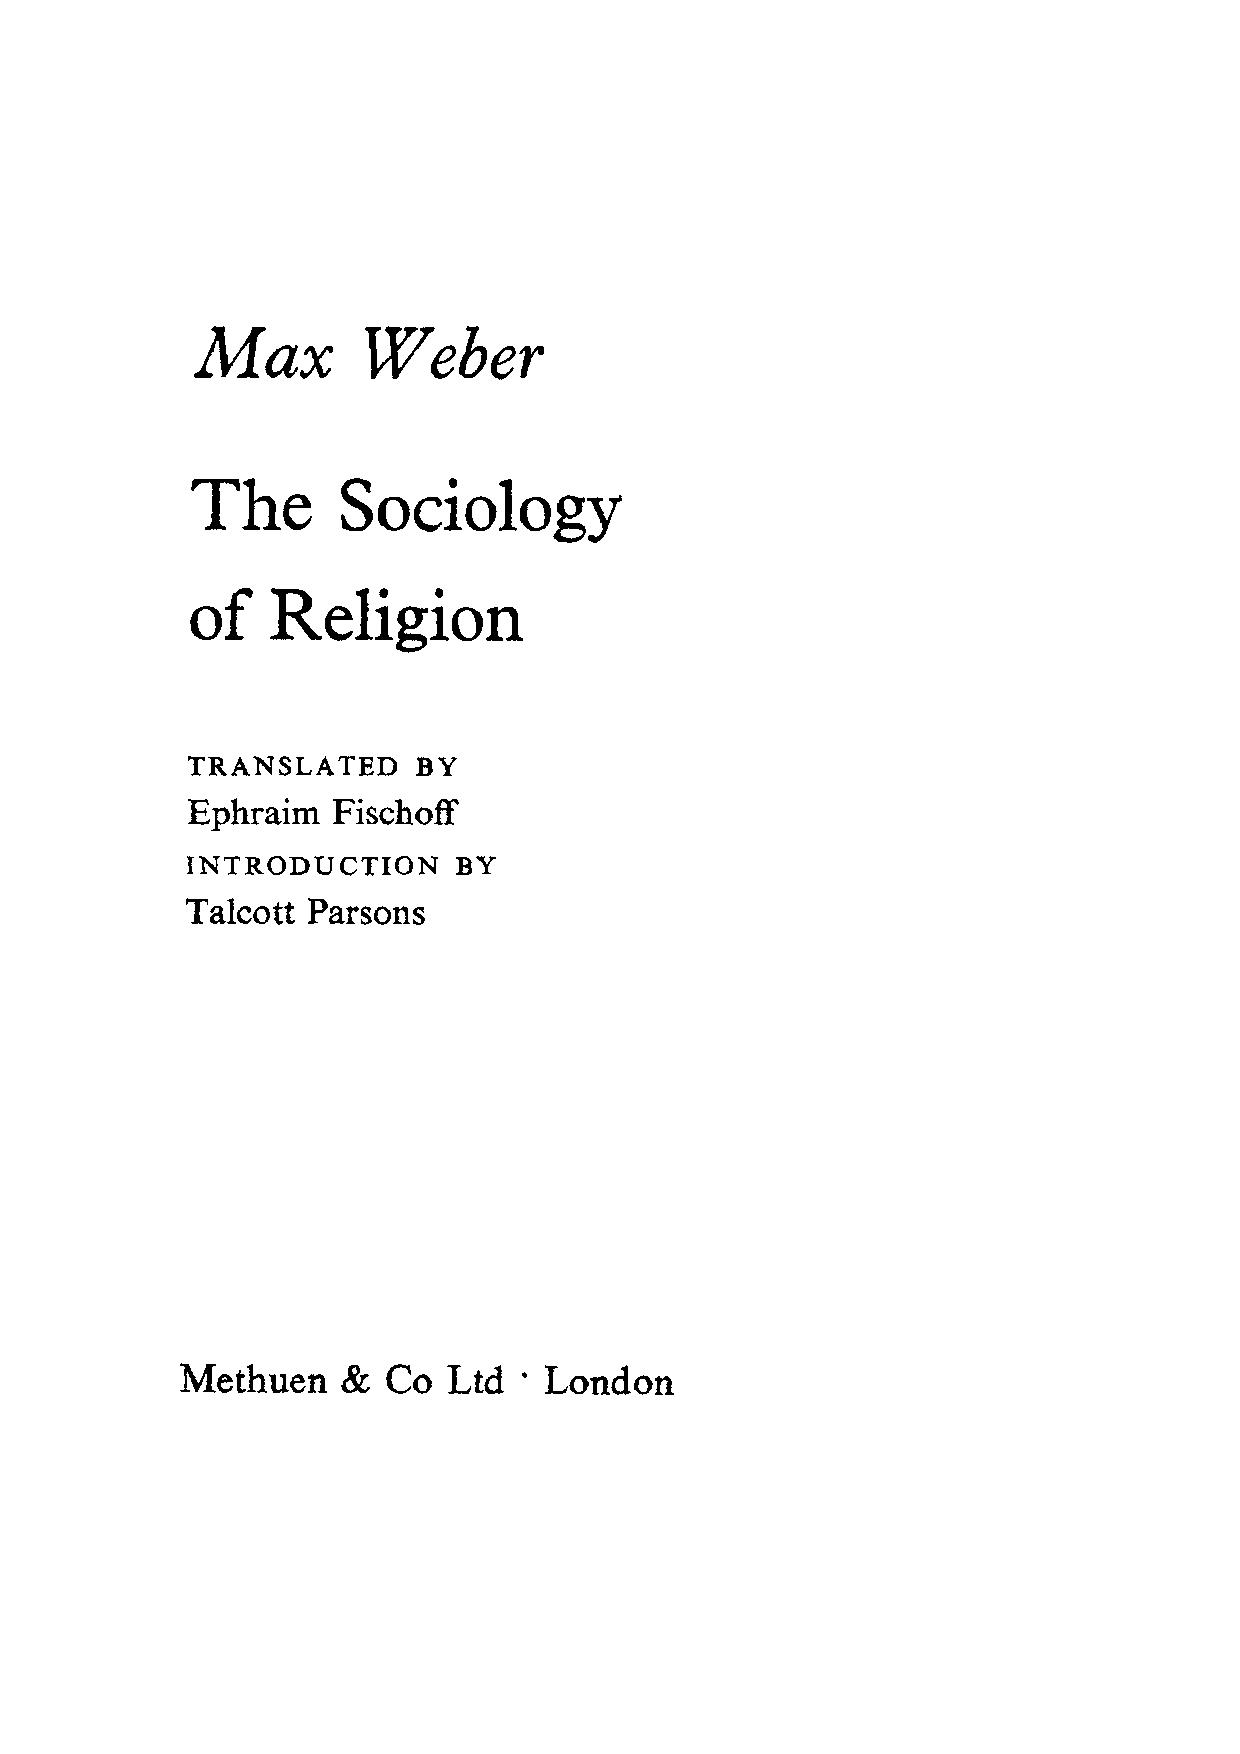 Max Weber
The Sociology
of Religion
TRANSLATED BY
Ephraim Fischoff
INTRODUCTION BY
Talcott Parsons
Methuen & Co Ltd · London